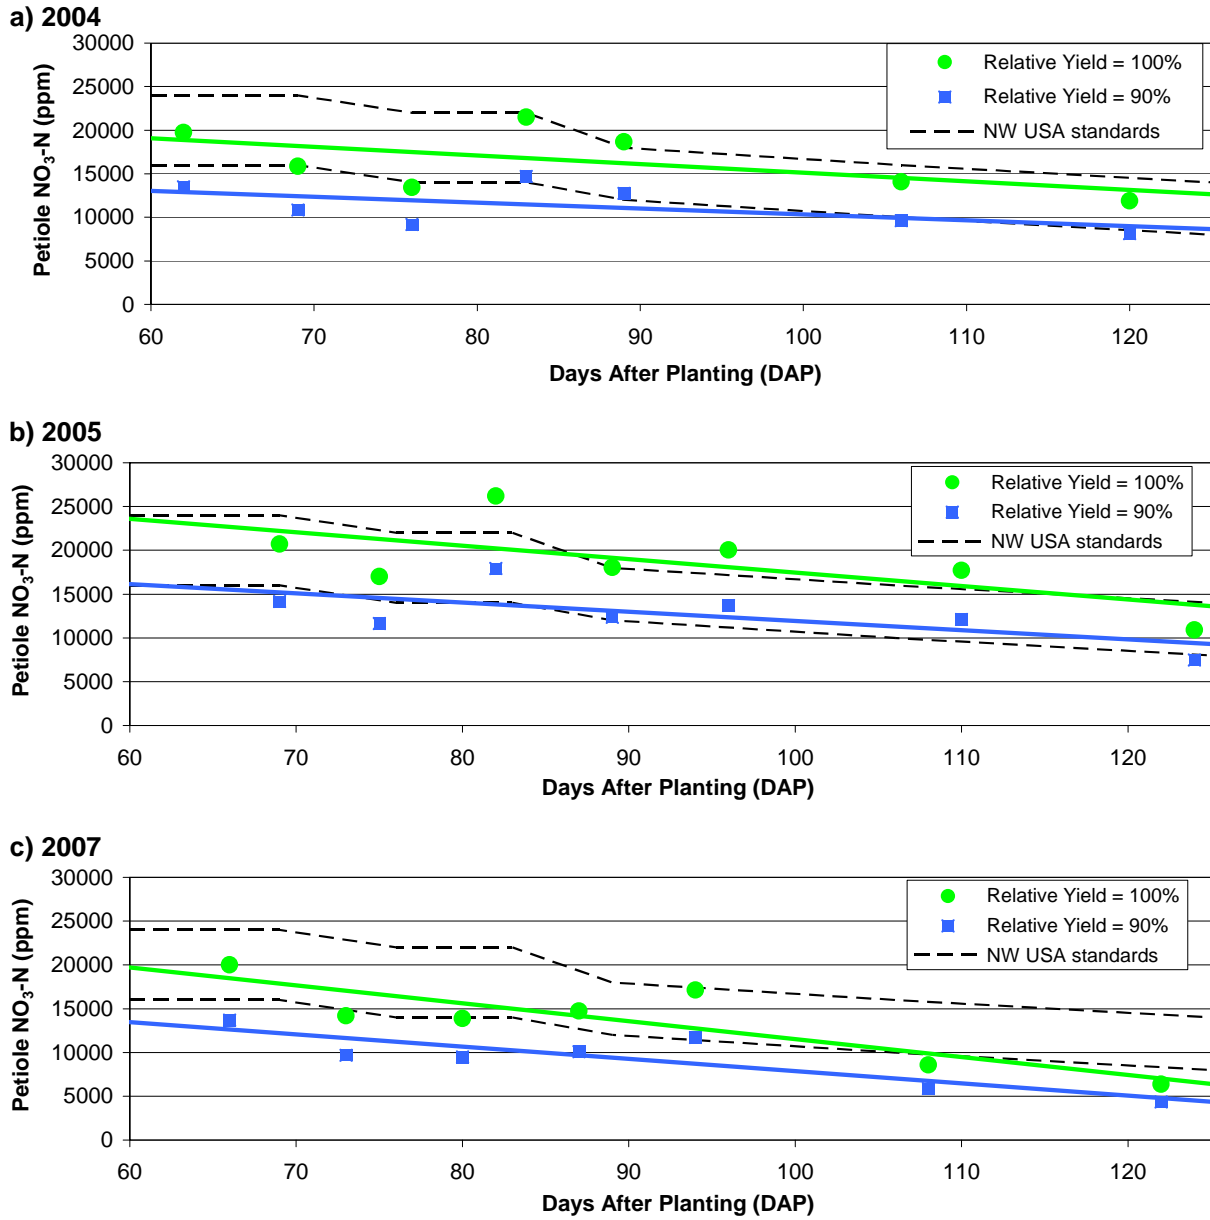 a) 2004
30000
25000
20000
15000
10000
5000
0
Petiole NO₃-N (ppm)
Relative Yield = 100%
Relative Yield = 90%
NW USA standards
60 70 80 90 100 110 120
Days After Planting (DAP)
b) 2005
30000
25000
20000
15000
10000
5000
0
Petiole NO₃-N (ppm)
Relative Yield = 100%
Relative Yield = 90%
NW USA standards
60 70 80 90 100 110 120
Days After Planting (DAP)
c) 2007
30000
25000
20000
15000
10000
5000
0
Petiole NO₃-N (ppm)
Relative Yield = 100%
Relative Yield = 90%
NW USA standards
60 70 80 90 100 110 120
Days After Planting (DAP)